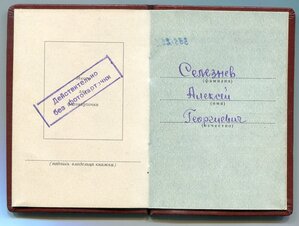 Действительно
без фотокарточки
(подпись владельца книжки)
Селезнев
(фамилия)
Алексей
(имя)
Георгиевич
(отчество)